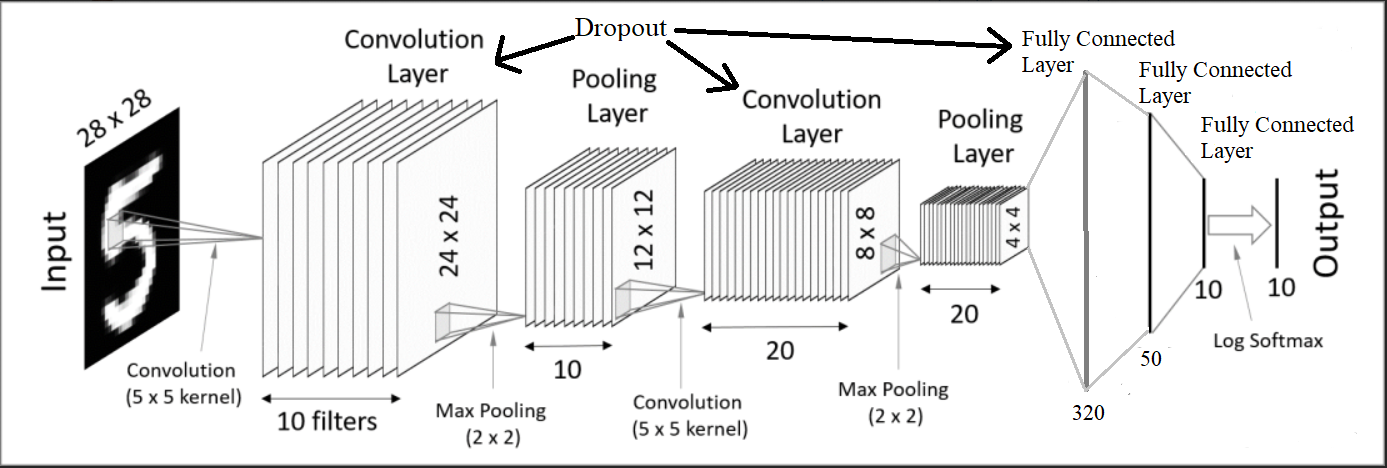 Dropout
Convolution
Layer
Pooling
Layer
Convolution
Layer
Pooling
Layer
Fully Connected
Layer
Fully Connected
Layer
Fully Connected
Layer
28 x 28
Input
24 x 24
12 x 12
8 x 8
4 x 4
Output
Convolution
(5 x 5 kernel)
10 filters
Max Pooling
(2 x 2)
10
Convolution
(5 x 5 kernel)
20
Max Pooling
(2 x 2)
20
320
50
10
10
Log Softmax